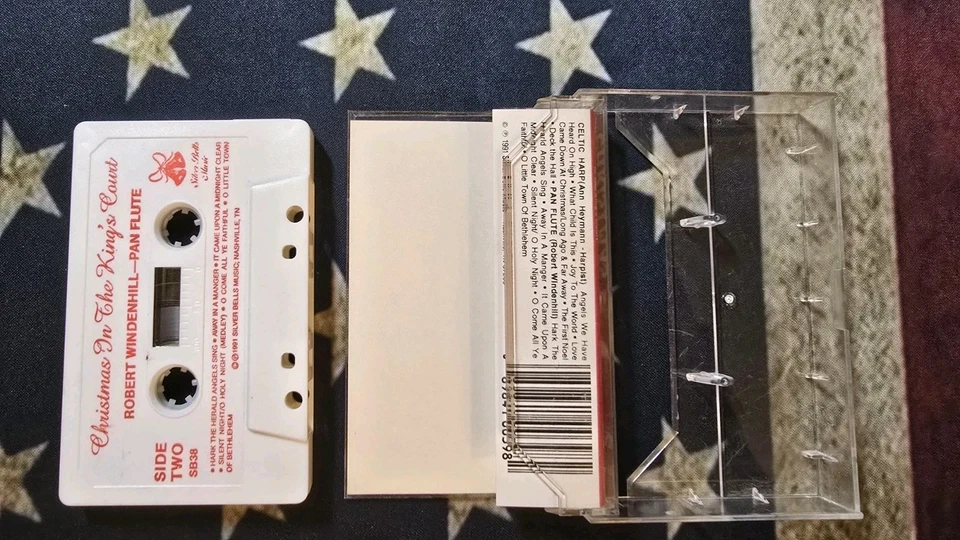 Christmas In The King's Court
ROBERT WINDENHILL—PAN FLUTE
Silver Bells
Music
SIDE
TWO
SB38
• HARK THE HERALD ANGELS SING • AWAY IN A MANGER • IT CAME UPON A MIDNIGHT CLEAR
• SILENT NIGHT/O HOLY NIGHT (MEDLEY) • O COME ALL YE FAITHFUL • O LITTLE TOWN
OF BETHLEHEM
©℗1991 SILVER BELLS MUSIC, NASHVILLE, TN
CELTIC HARP(Ann Heymann -Harpist) Angels We Have
Heard On High • What Child Is This • Joy To The World • Love
Came Down At Christmas/Long Ago & Far Away • The First Noel
• Deck the Hall • PAN FLUTE (Robert Windenhill) Hark The
Herald Angels Sing • Away In A Manger • It Came Upon A
Midnight Clear • Silent Night/ O Holy Night • O Come All Ye
Faithful • O Little Town Of Bethlehem
© ℗ 1991